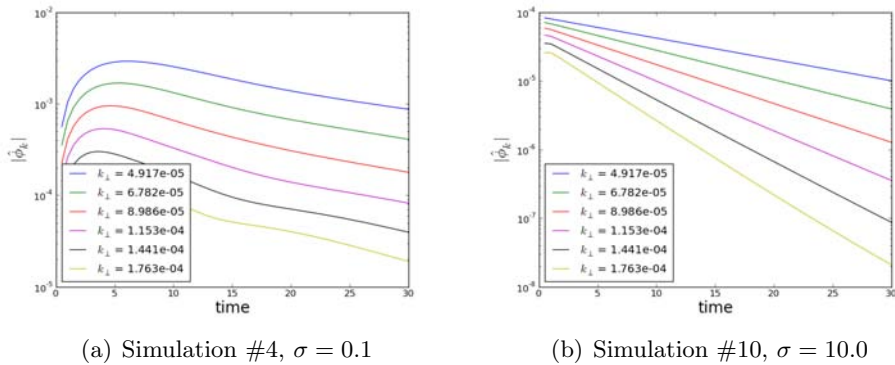 10^-2
10^-3
10^-4
10^-5
|ϕ̂_k|
k⊥ = 4.917e-05
k⊥ = 6.782e-05
k⊥ = 8.986e-05
k⊥ = 1.153e-04
k⊥ = 1.441e-04
k⊥ = 1.763e-04
0 5 10 15 20 25 30
time
(a) Simulation #4, σ = 0.1
10^-4
10^-5
10^-6
10^-7
10^-8
|ϕ̂_k|
k⊥ = 4.917e-05
k⊥ = 6.782e-05
k⊥ = 8.986e-05
k⊥ = 1.153e-04
k⊥ = 1.441e-04
k⊥ = 1.763e-04
0 5 10 15 20 25 30
time
(b) Simulation #10, σ = 10.0